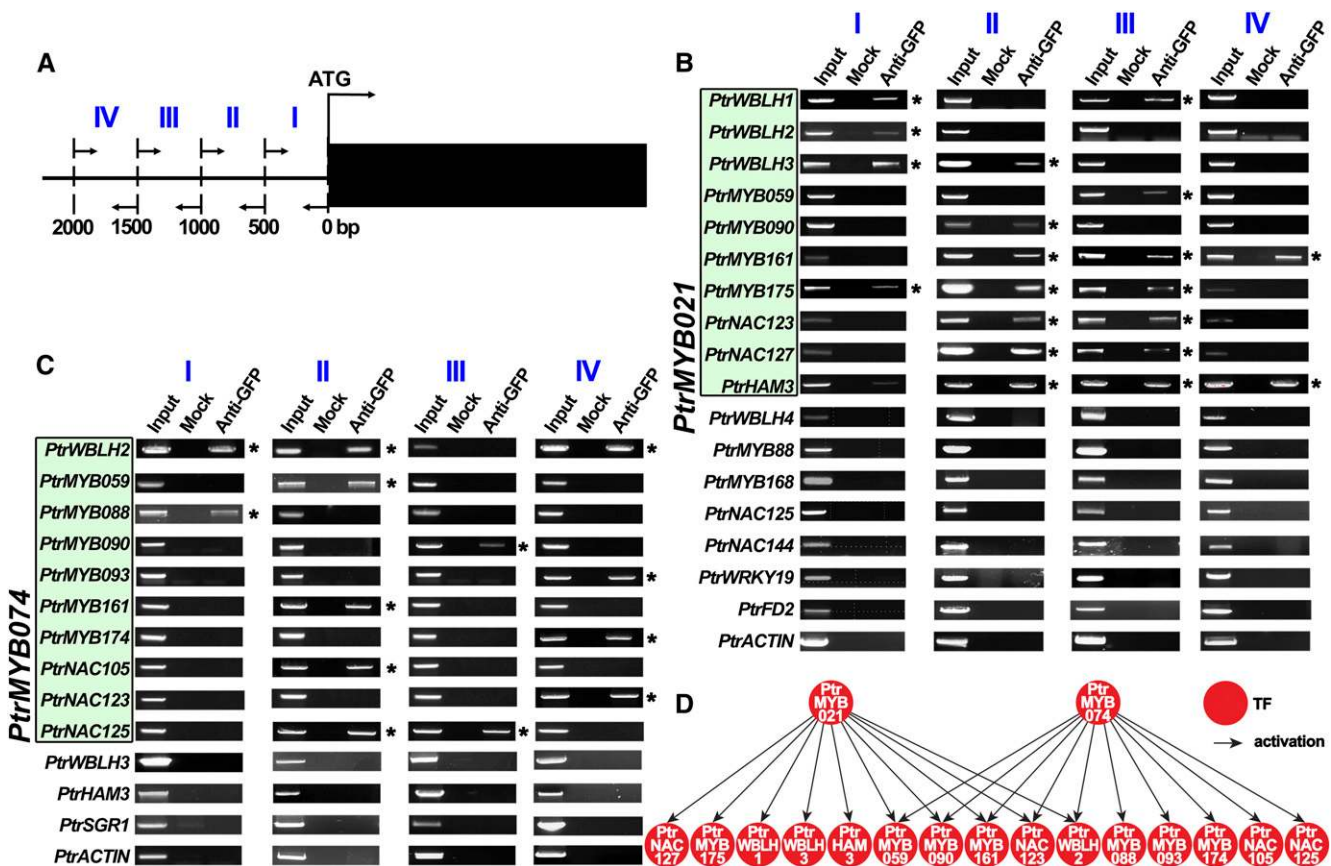 A
ATG
IV III II I
2000 1500 1000 500 0 bp
B
I II III IV
Input Mock Anti-GFP Input Mock Anti-GFP Input Mock Anti-GFP Input Mock Anti-GFP
PtrMYB021
PtrWBLH1 * *
PtrWBLH2 *
PtrWBLH3 * *
PtrMYB059 *
PtrMYB090 *
PtrMYB161 * * *
PtrMYB175 * * *
PtrNAC123 * *
PtrNAC127 * *
PtrHAM3 * * *
PtrWBLH4
PtrMYB88
PtrMYB168
PtrNAC125
PtrNAC144
PtrWRKY19
PtrFD2
PtrACTIN
C
I II III IV
Input Mock Anti-GFP Input Mock Anti-GFP Input Mock Anti-GFP Input Mock Anti-GFP
PtrMYB074
PtrWBLH2 * * *
PtrMYB059 *
PtrMYB088 *
PtrMYB090 *
PtrMYB093 *
PtrMYB161 *
PtrMYB174 *
PtrNAC105 *
PtrNAC123 *
PtrNAC125 * *
PtrWBLH3
PtrHAM3
PtrSGR1
PtrACTIN
D
Ptr MYB 021
Ptr MYB 074
TF
activation
Ptr NAC 127
Ptr MYB 175
Ptr WBLH 1
Ptr WBLH 3
Ptr HAM 3
Ptr MYB 059
Ptr MYB 090
Ptr MYB 161
Ptr NAC 123
Ptr WBLH 2
Ptr MYB 088
Ptr MYB 093
Ptr MYB 174
Ptr NAC 105
Ptr NAC 125